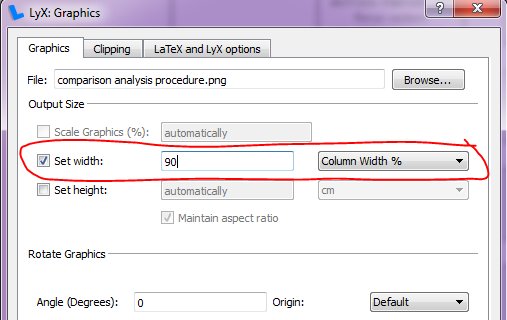 LyX: Graphics
Graphics Clipping LaTeX and LyX options
File: comparison analysis procedure.png Browse...
Output Size
Scale Graphics (%): automatically
Set width: 90 Column Width %
Set height: automatically cm
Maintain aspect ratio
Rotate Graphics
Angle (Degrees): 0 Origin: Default